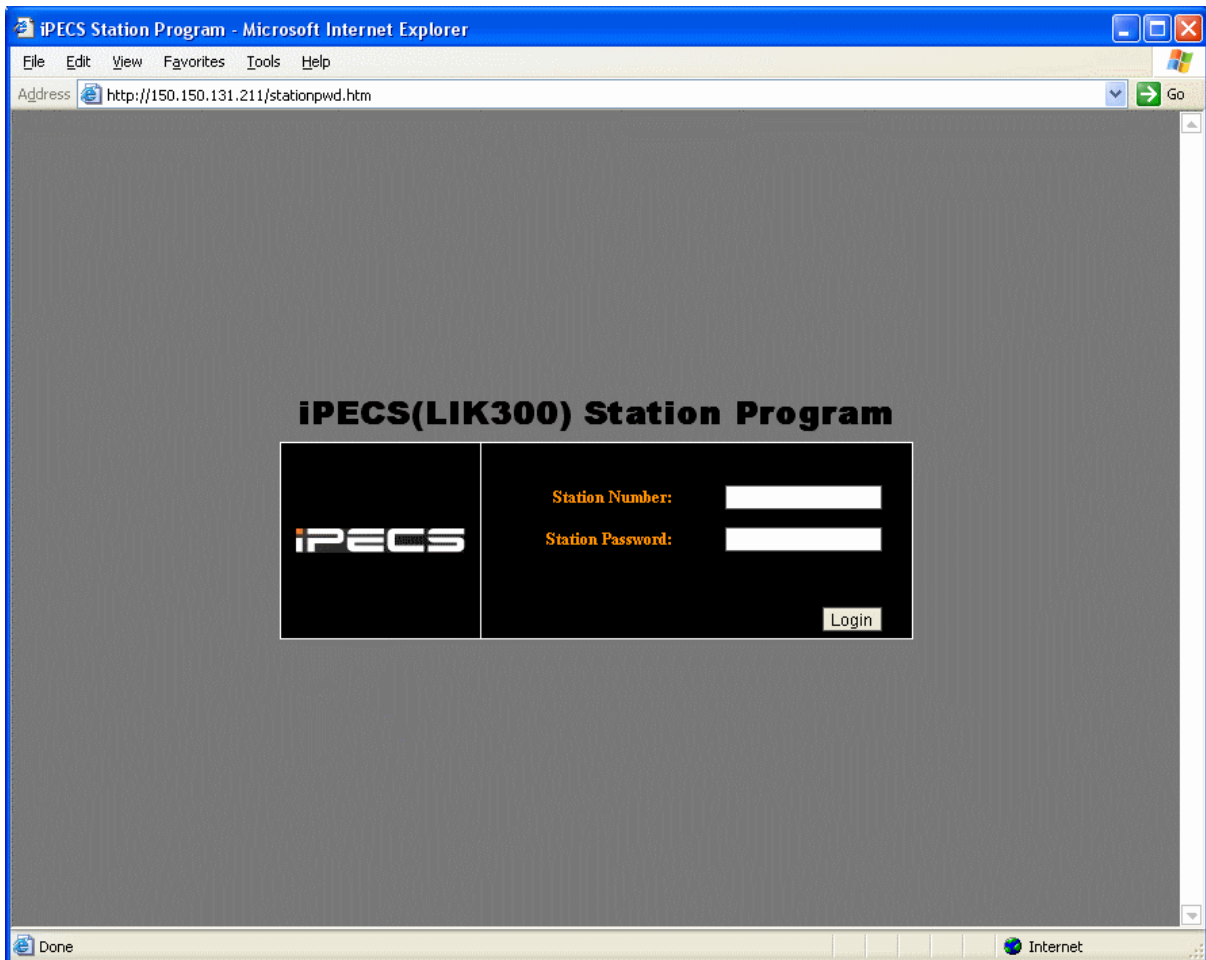 iPECS Station Program - Microsoft Internet Explorer
File Edit View Favorites Tools Help
Address http://150.150.131.211/stationpwd.htm Go
iPECS(LIK300) Station Program
Station Number:
iPECS
Station Password:
Login
Done Internet